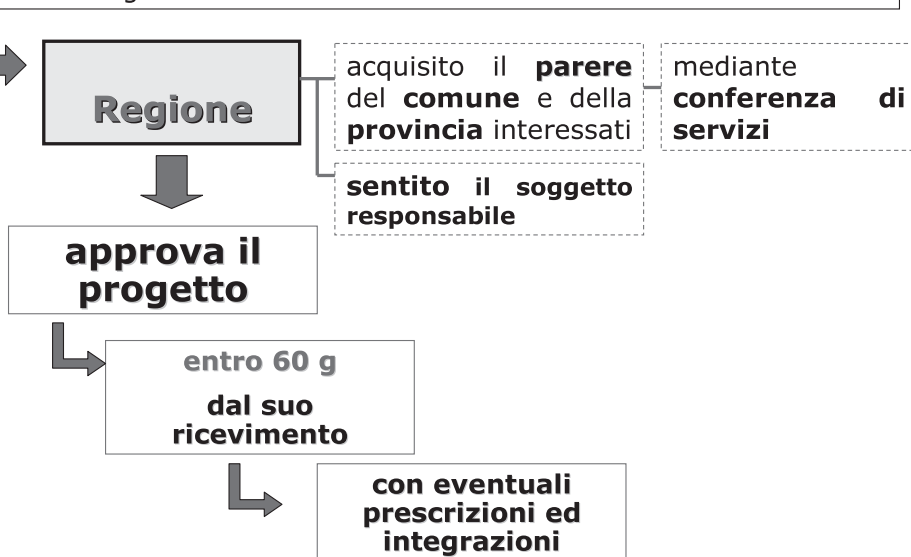 Regione
acquisito il parere
del comune e della
provincia interessati
mediante
conferenza di
servizi
sentito il soggetto
responsabile
approva il
progetto
entro 60 g
dal suo
ricevimento
con eventuali
prescrizioni ed
integrazioni